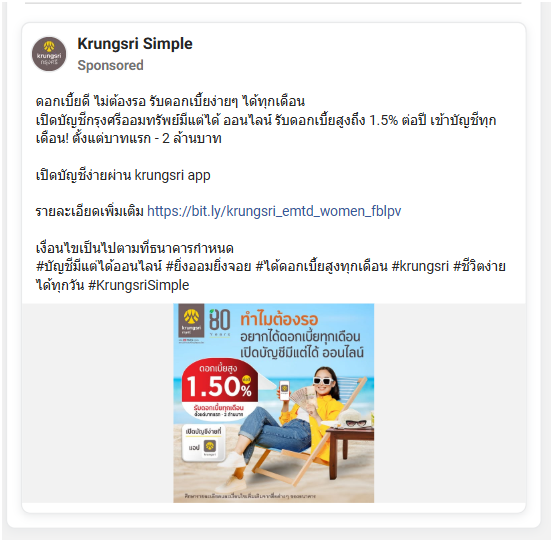 Krungsri Simple
Sponsored
ดอกเบี้ยดี ไม่ต้องรอ รับดอกเบี้ยง่ายๆ ได้ทุกเดือน
เปิดบัญชีกรุงศรีออมทรัพย์มีแต่ได้ ออนไลน์ รับดอกเบี้ยสูงถึง 1.5% ต่อปี เข้าบัญชีทุก
เดือน! ตั้งแต่บาทแรก - 2 ล้านบาท
เปิดบัญชีง่ายผ่าน krungsri app
รายละเอียดเพิ่มเติม https://bit.ly/krungsri_emtd_women_fblpv
เงื่อนไขเป็นไปตามที่ธนาคารกำหนด
#บัญชีมีแต่ได้ออนไลน์ #ยิ่งออมยิ่งจอย #ได้ดอกเบี้ยสูงทุกเดือน #krungsri #ชีวิตง่าย
ได้ทุกวัน #KrungsriSimple
krungsri
กรุงศรี
80
YEARS
ทำไมต้องรอ
อยากได้ดอกเบี้ยทุกเดือน
เปิดบัญชีมีแต่ได้ ออนไลน์
ดอกเบี้ยสูง
1.50%
รับดอกเบี้ยทุกเดือน
ตั้งแต่บาทแรก - 2 ล้านบาท
เปิดบัญชีง่ายที่
แอป
krungsri